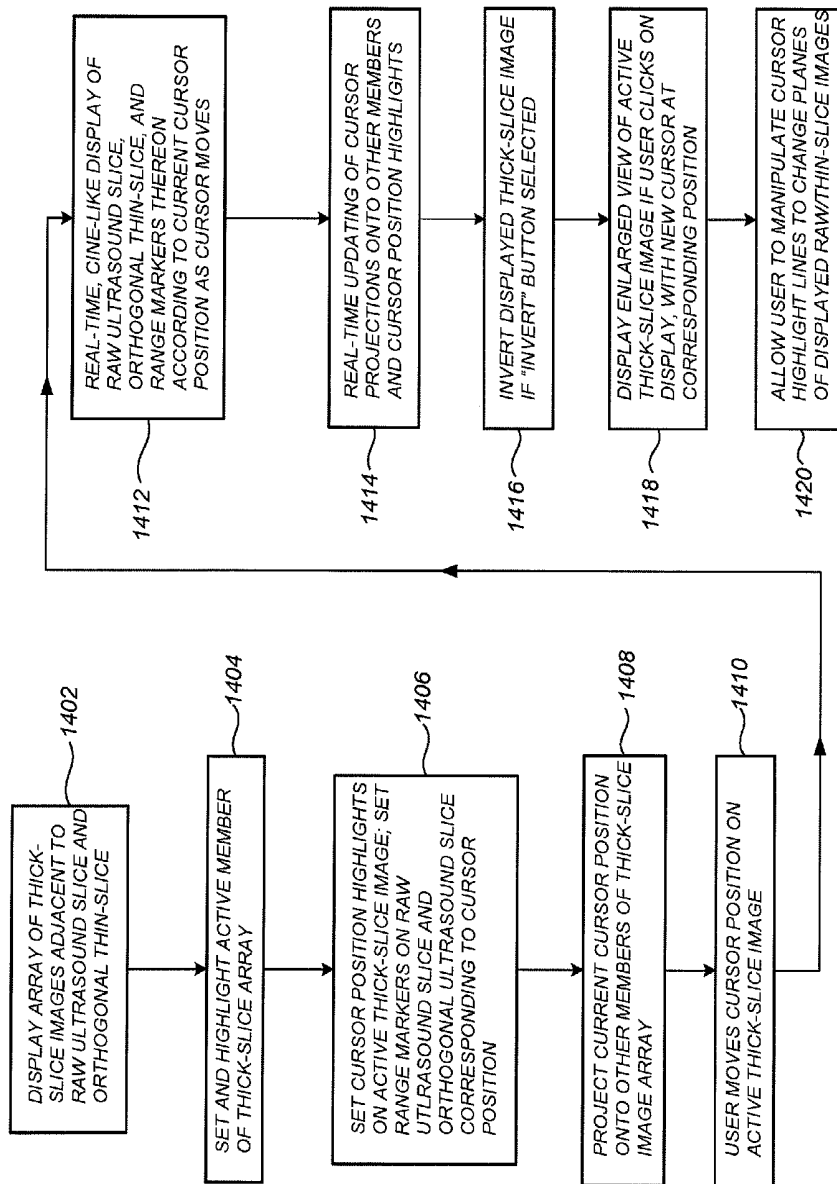 1402
DISPLAY ARRAY OF THICK-
SLICE IMAGES ADJACENT TO
RAW ULTRASOUND SLICE AND
ORTHOGONAL THIN-SLICE
1404
SET AND HIGHLIGHT ACTIVE MEMBER
OF THICK-SLICE ARRAY
1406
SET CURSOR POSITION HIGHLIGHTS
ON ACTIVE THICK-SLICE IMAGE; SET
RANGE MARKERS ON RAW
UTLRASOUND SLICE AND
ORTHOGONAL ULTRASOUND SLICE
CORRESPONDING TO CURSOR
POSITION
1408
PROJECT CURRENT CURSOR POSITION
ONTO OTHER MEMBERS OF THICK-SLICE
IMAGE ARRAY
1410
USER MOVES CURSOR POSITION ON
ACTIVE THICK-SLICE IMAGE
1412
REAL-TIME, CINE-LIKE DISPLAY OF
RAW ULTRASOUND SLICE,
ORTHOGONAL THIN-SLICE, AND
RANGE MARKERS THEREON
ACCORDING TO CURRENT CURSOR
POSITION AS CURSOR MOVES
1414
REAL-TIME UPDATING OF CURSOR
PROJECTIONS ONTO OTHER MEMBERS
AND CURSOR POSITION HIGHLIGHTS
1416
INVERT DISPLAYED THICK-SLICE IMAGE
IF "INVERT" BUTTON SELECTED
1418
DISPLAY ENLARGED VIEW OF ACTIVE
THICK-SLICE IMAGE IF USER CLICKS ON
DISPLAY, WITH NEW CURSOR AT
CORRESPONDING POSITION
1420
ALLOW USER TO MANIPULATE CURSOR
HIGHLIGHT LINES TO CHANGE PLANES
OF DISPLAYED RAW/THIN-SLICE IMAGES